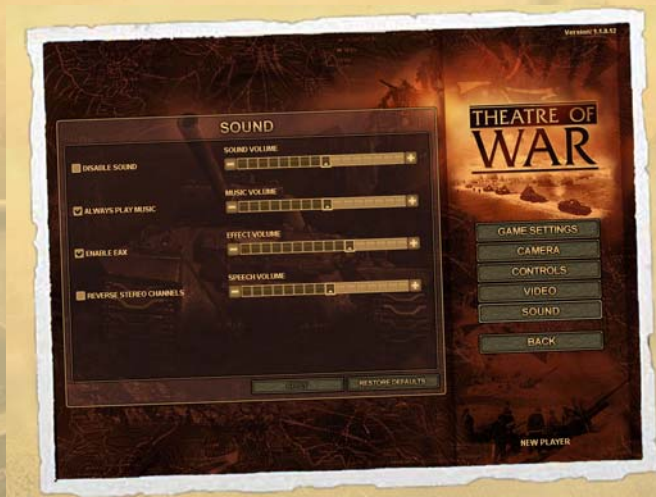 Version: 1.1.0.12
SOUND
SOUND VOLUME
DISABLE SOUND
MUSIC VOLUME
ALWAYS PLAY MUSIC
EFFECT VOLUME
ENABLE EAX
SPEECH VOLUME
REVERSE STEREO CHANNELS
RESTORE DEFAULTS
THEATRE OF
WAR
GAME SETTINGS
CAMERA
CONTROLS
VIDEO
SOUND
BACK
NEW PLAYER